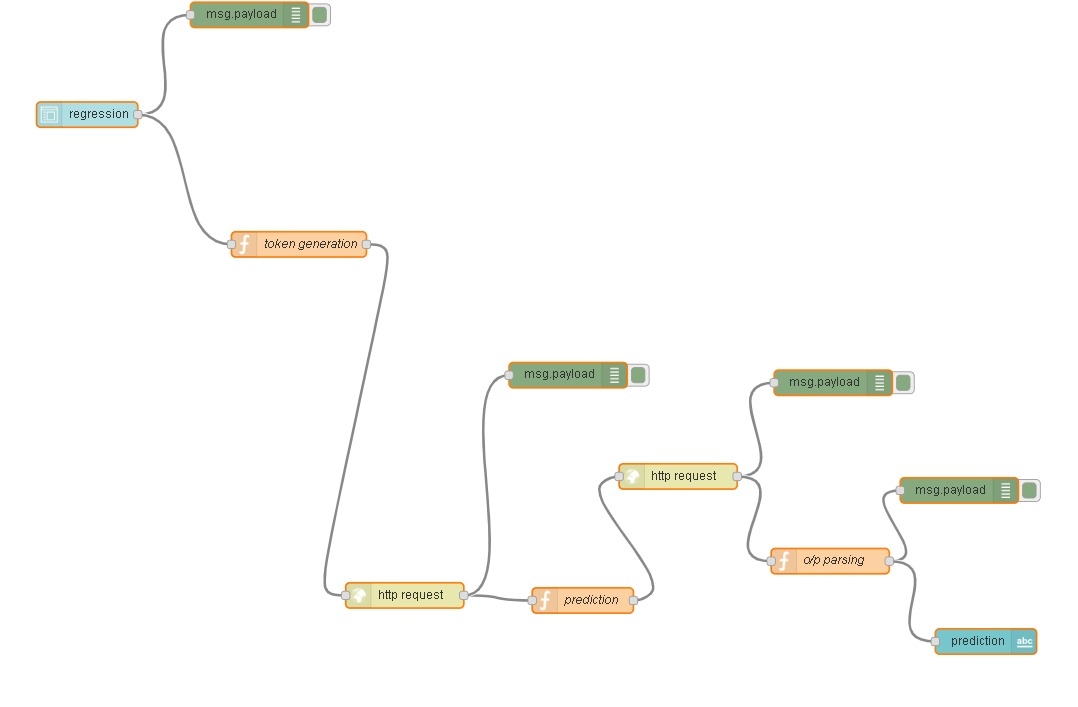 msg.payload
regression
token generation
msg.payload
msg.payload
http request
msg.payload
o/p parsing
http request
prediction
prediction
abc